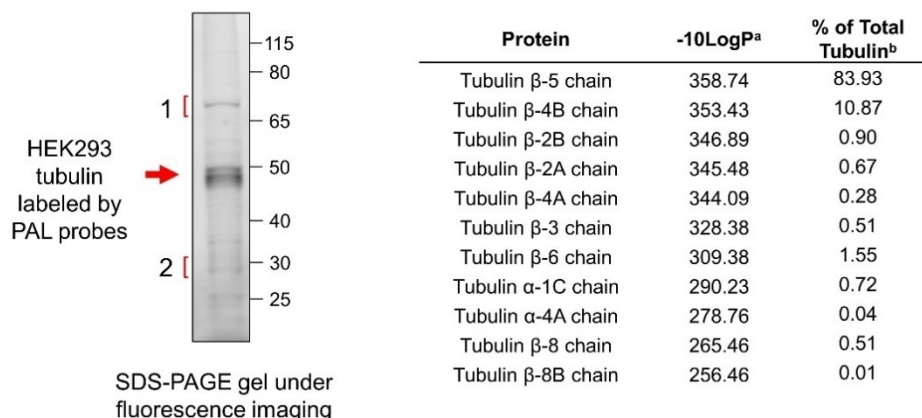 115
80
1
65
HEK293
tubulin
labeled by
PAL probes
50
40
2
30
25
SDS-PAGE gel under
fluorescence imaging
Protein -10LogPᵃ % of Total Tubulinᵇ
Tubulin β-5 chain 358.74 83.93
Tubulin β-4B chain 353.43 10.87
Tubulin β-2B chain 346.89 0.90
Tubulin β-2A chain 345.48 0.67
Tubulin β-4A chain 344.09 0.28
Tubulin β-3 chain 328.38 0.51
Tubulin β-6 chain 309.38 1.55
Tubulin α-1C chain 290.23 0.72
Tubulin α-4A chain 278.76 0.04
Tubulin β-8 chain 265.46 0.51
Tubulin β-8B chain 256.46 0.01